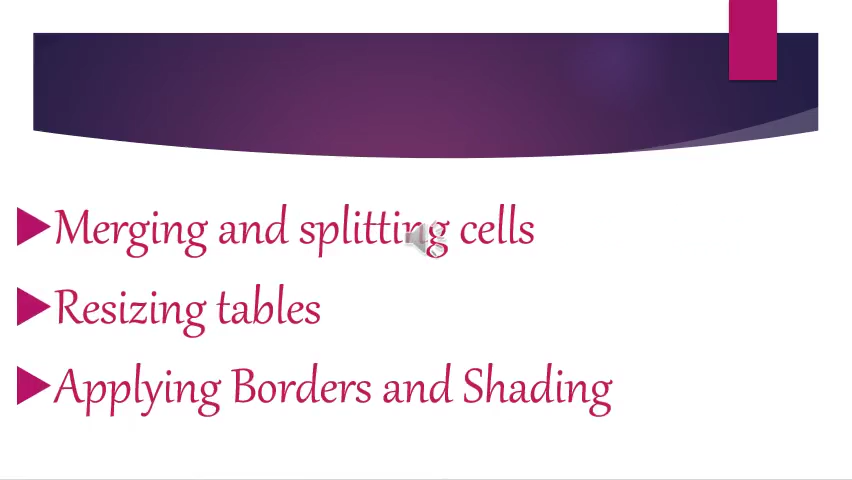 Merging and splitting cells
Resizing tables
Applying Borders and Shading